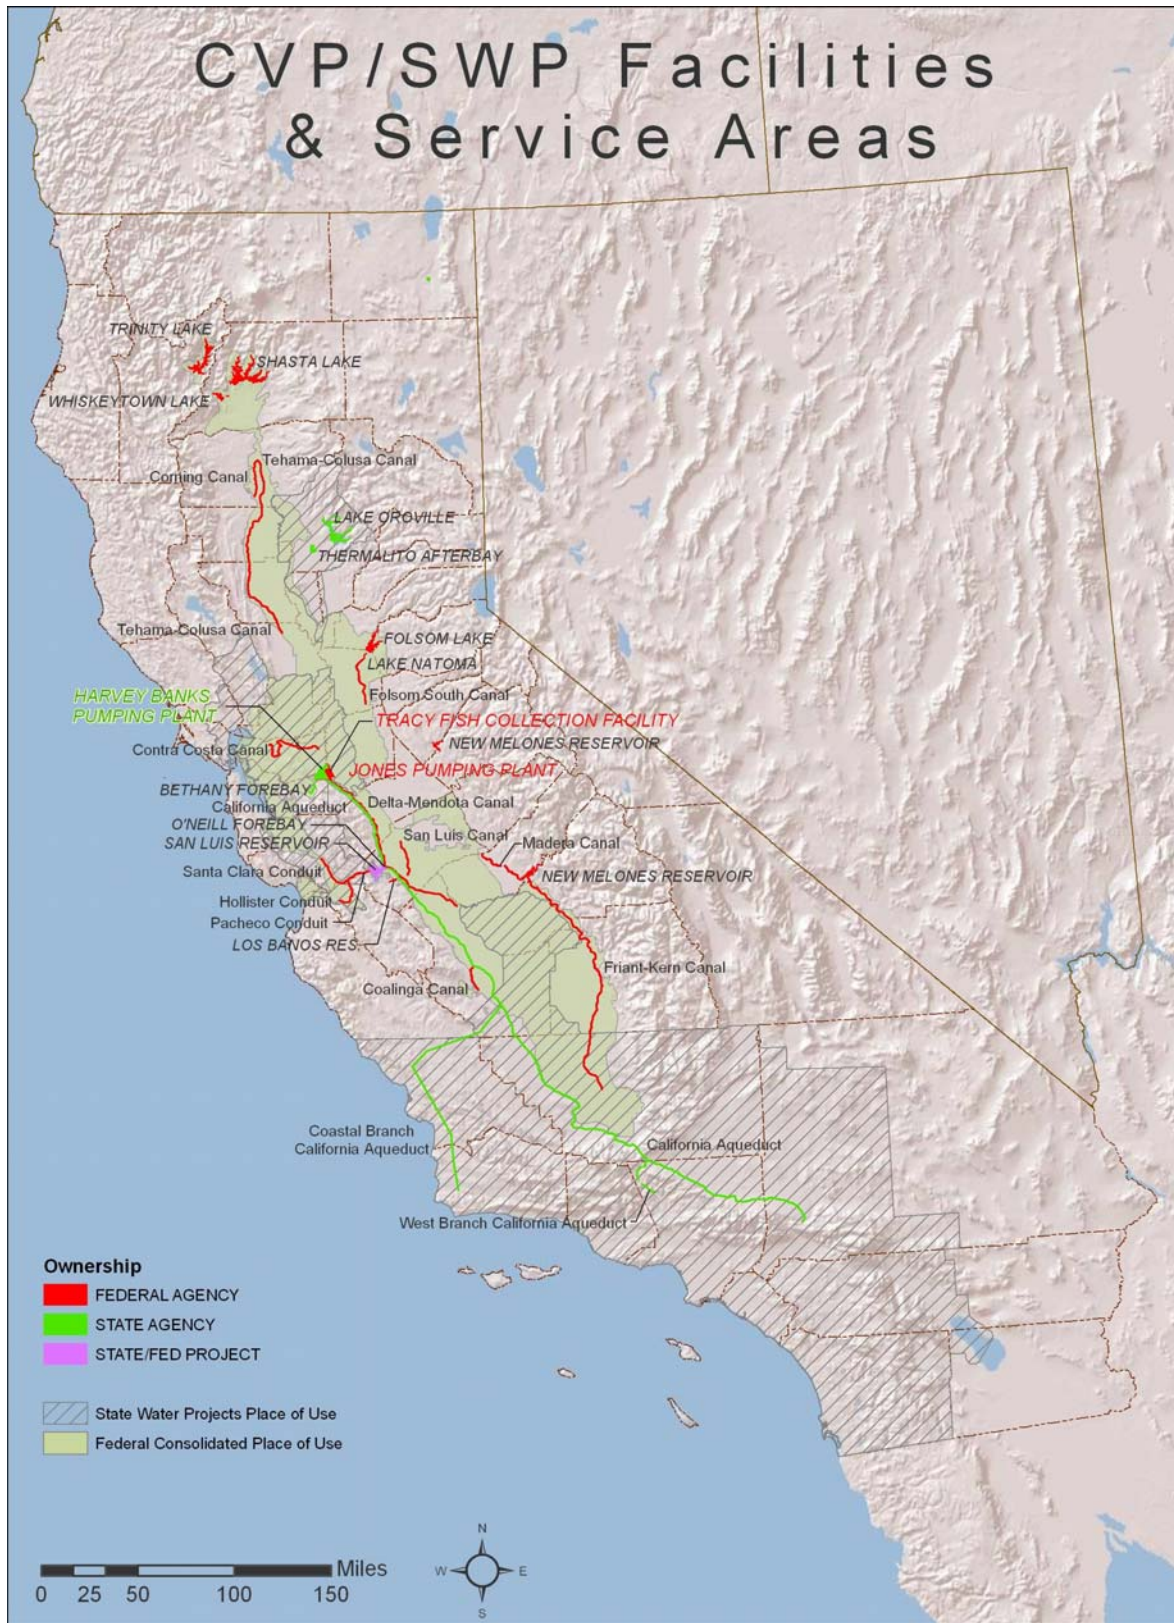 CVP/SWP Facilities
& Service Areas
TRINITY LAKE
SHASTA LAKE
WHISKEYTOWN LAKE
Tehama-Colusa Canal
Corning Canal
LAKE OROVILLE
THERMALITO AFTERBAY
Tehama-Colusa Canal
FOLSOM LAKE
LAKE NATOMA
Folsom South Canal
HARVEY BANKS
PUMPING PLANT
TRACY FISH COLLECTION FACILITY
NEW MELONES RESERVOIR
Contra Costa Canal
JONES PUMPING PLANT
BETHANY FOREBAY
California Aqueduct
Delta-Mendota Canal
O'NEILL FOREBAY
San Luis Canal
SAN LUIS RESERVOIR
Madera Canal
Santa Clara Conduit
NEW MELONES RESERVOIR
Hollister Conduit
Pacheco Conduit
LOS BANOS RES.
Friant-Kern Canal
Coalinga Canal
Coastal Branch
California Aqueduct
California Aqueduct
West Branch California Aqueduct
Ownership
FEDERAL AGENCY
STATE AGENCY
STATE/FED PROJECT
State Water Projects Place of Use
Federal Consolidated Place of Use
N
W E
S
Miles
0 25 50 100 150